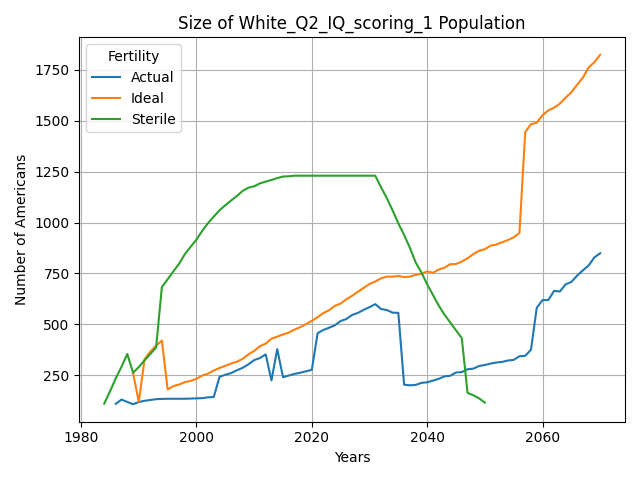 Size of White_Q2_IQ_scoring_1 Population
Number of Americans
1750
1500
1250
1000
750
500
250
Fertility
Actual
Ideal
Sterile
1980
2000
2020
2040
2060
Years